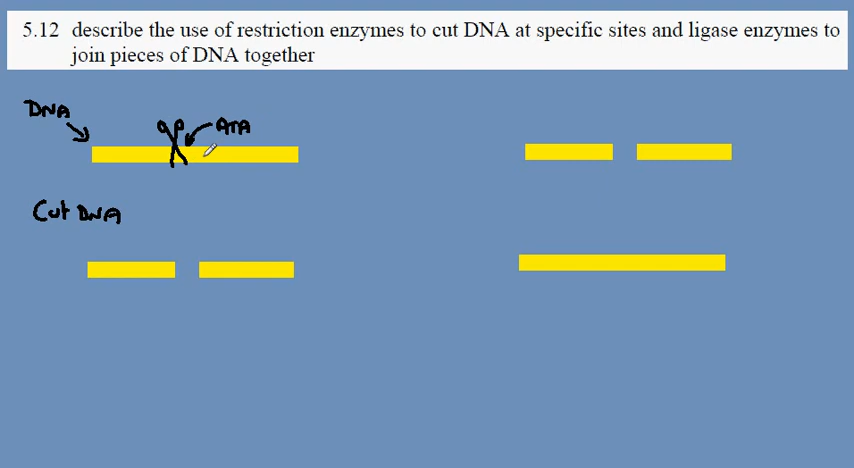 5.12 describe the use of restriction enzymes to cut DNA at specific sites and ligase enzymes to
join pieces of DNA together
DNA
ATA
Cut DNA